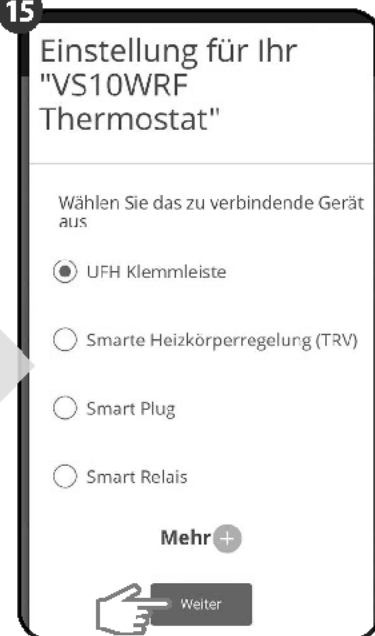 15
Einstellung für Ihr
"VS10WRF
Thermostat"
Wählen Sie das zu verbindende Gerät
aus
UFH Klemmleiste
Smarte Heizkörperregelung (TRV)
Smart Plug
Smart Relais
Mehr +
Weiter